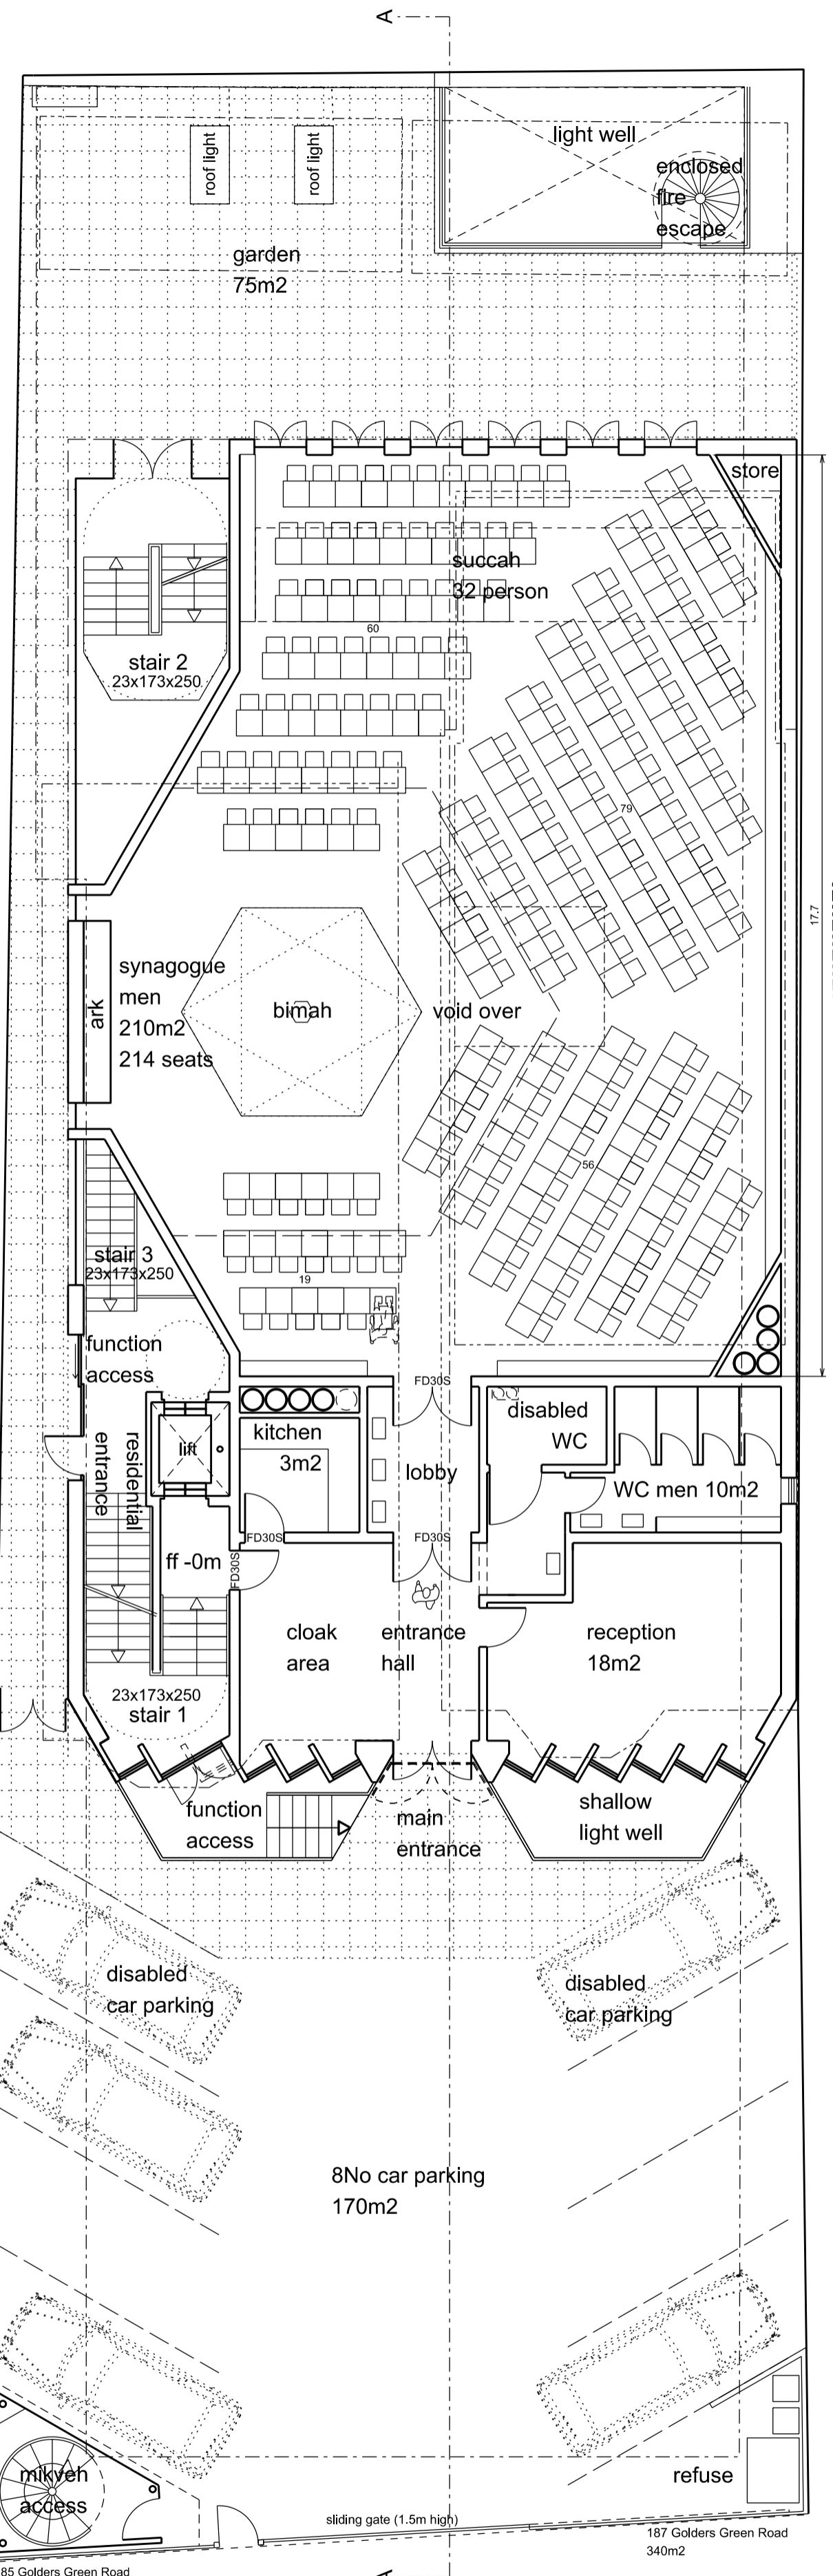 A
light well
enclosed
fire
escape
roof light
roof light
garden
75m2
store
succah
32 person
60
stair 2
23x173x250
79
17.7
synagogue
men
210m2
214 seats
ark
bimah
void over
56
stair 3
23x173x250
19
function
access
FD30S
disabled
WC
kitchen
3m2
lift
lobby
residential
entrance
WC men 10m2
FD30S
FD30S
FD30S
ff -0m
cloak
area
entrance
hall
reception
18m2
23x173x250
stair 1
function
access
main
entrance
shallow
light well
disabled
car parking
disabled
car parking
8No car parking
170m2
mikveh
access
refuse
sliding gate (1.5m high)
187 Golders Green Road
340m2
85 Golders Green Road
A